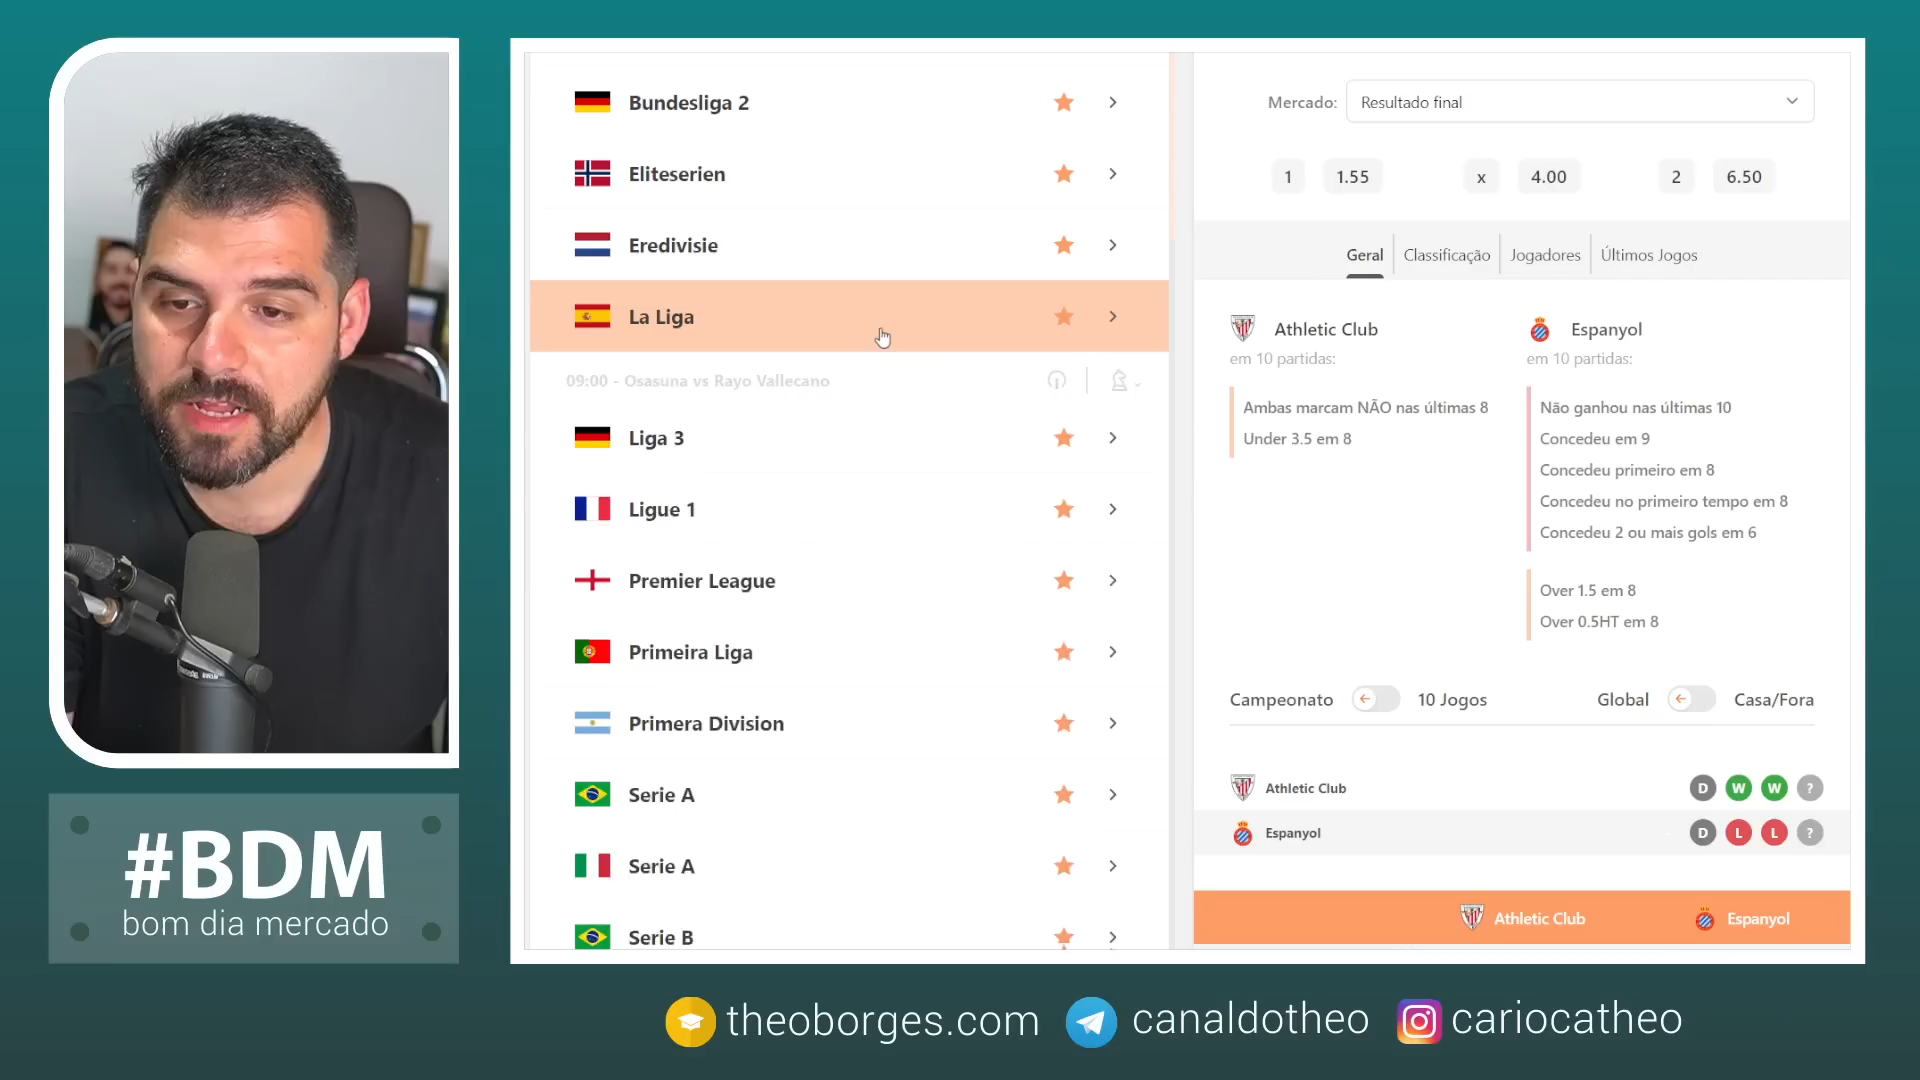 Bundesliga 2
Eliteserien
Eredivisie
La Liga
09:00 - Osasuna vs Rayo Vallecano
Liga 3
Ligue 1
Premier League
Primeira Liga
Primera Division
Serie A
Serie A
Serie B
Mercado: Resultado final
1 1.55 x 4.00 2 6.50
Geral Classificação Jogadores Últimos Jogos
Athletic Club
em 10 partidas:
Ambas marcam NÃO nas últimas 8
Under 3.5 em 8
Espanyol
em 10 partidas:
Não ganhou nas últimas 10
Concedeu em 9
Concedeu primeiro em 8
Concedeu no primeiro tempo em 8
Concedeu 2 ou mais gols em 6
Over 1.5 em 8
Over 0.5HT em 8
Campeonato 10 Jogos Global Casa/Fora
Athletic Club D W W ?
Espanyol D L L ?
Athletic Club Espanyol
#BDM
bom dia mercado
theoborges.com canaldotheo cariocatheo